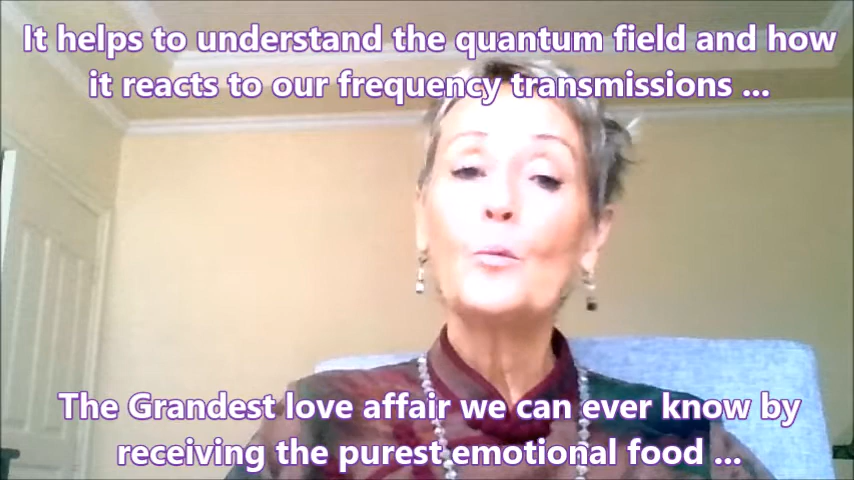 It helps to understand the quantum field and how
it reacts to our frequency transmissions ...
The Grandest love affair we can ever know by
receiving the purest emotional food ...